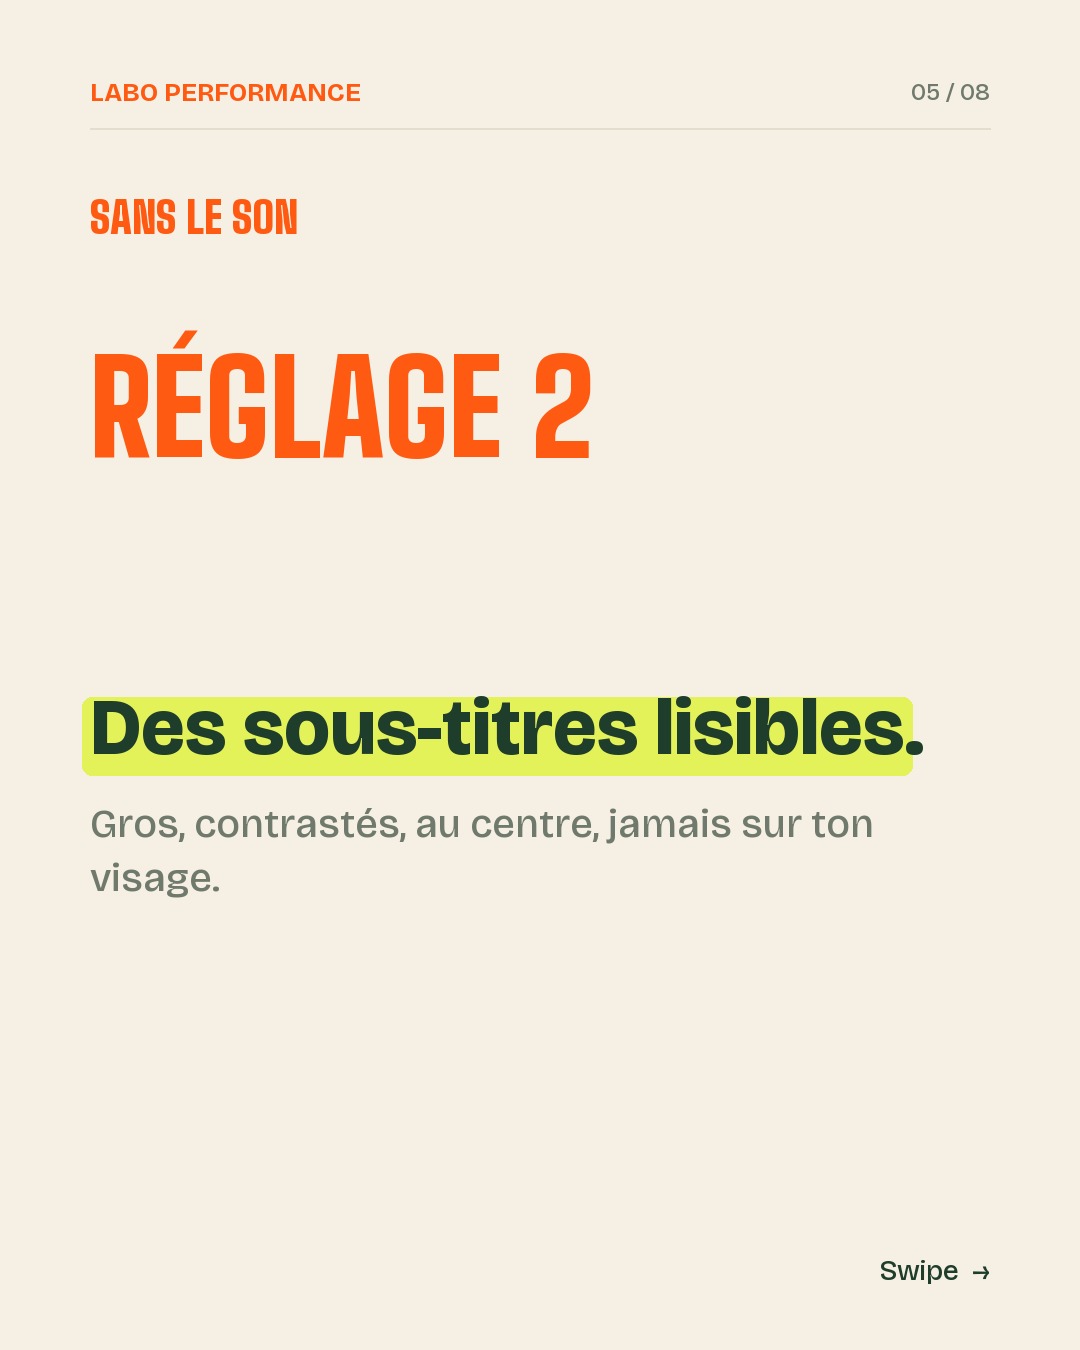 LABO PERFORMANCE
05 / 08
SANS LE SON
RÉGLAGE 2
Des sous-titres lisibles.
Gros, contrastés, au centre, jamais sur ton
visage.
Swipe →